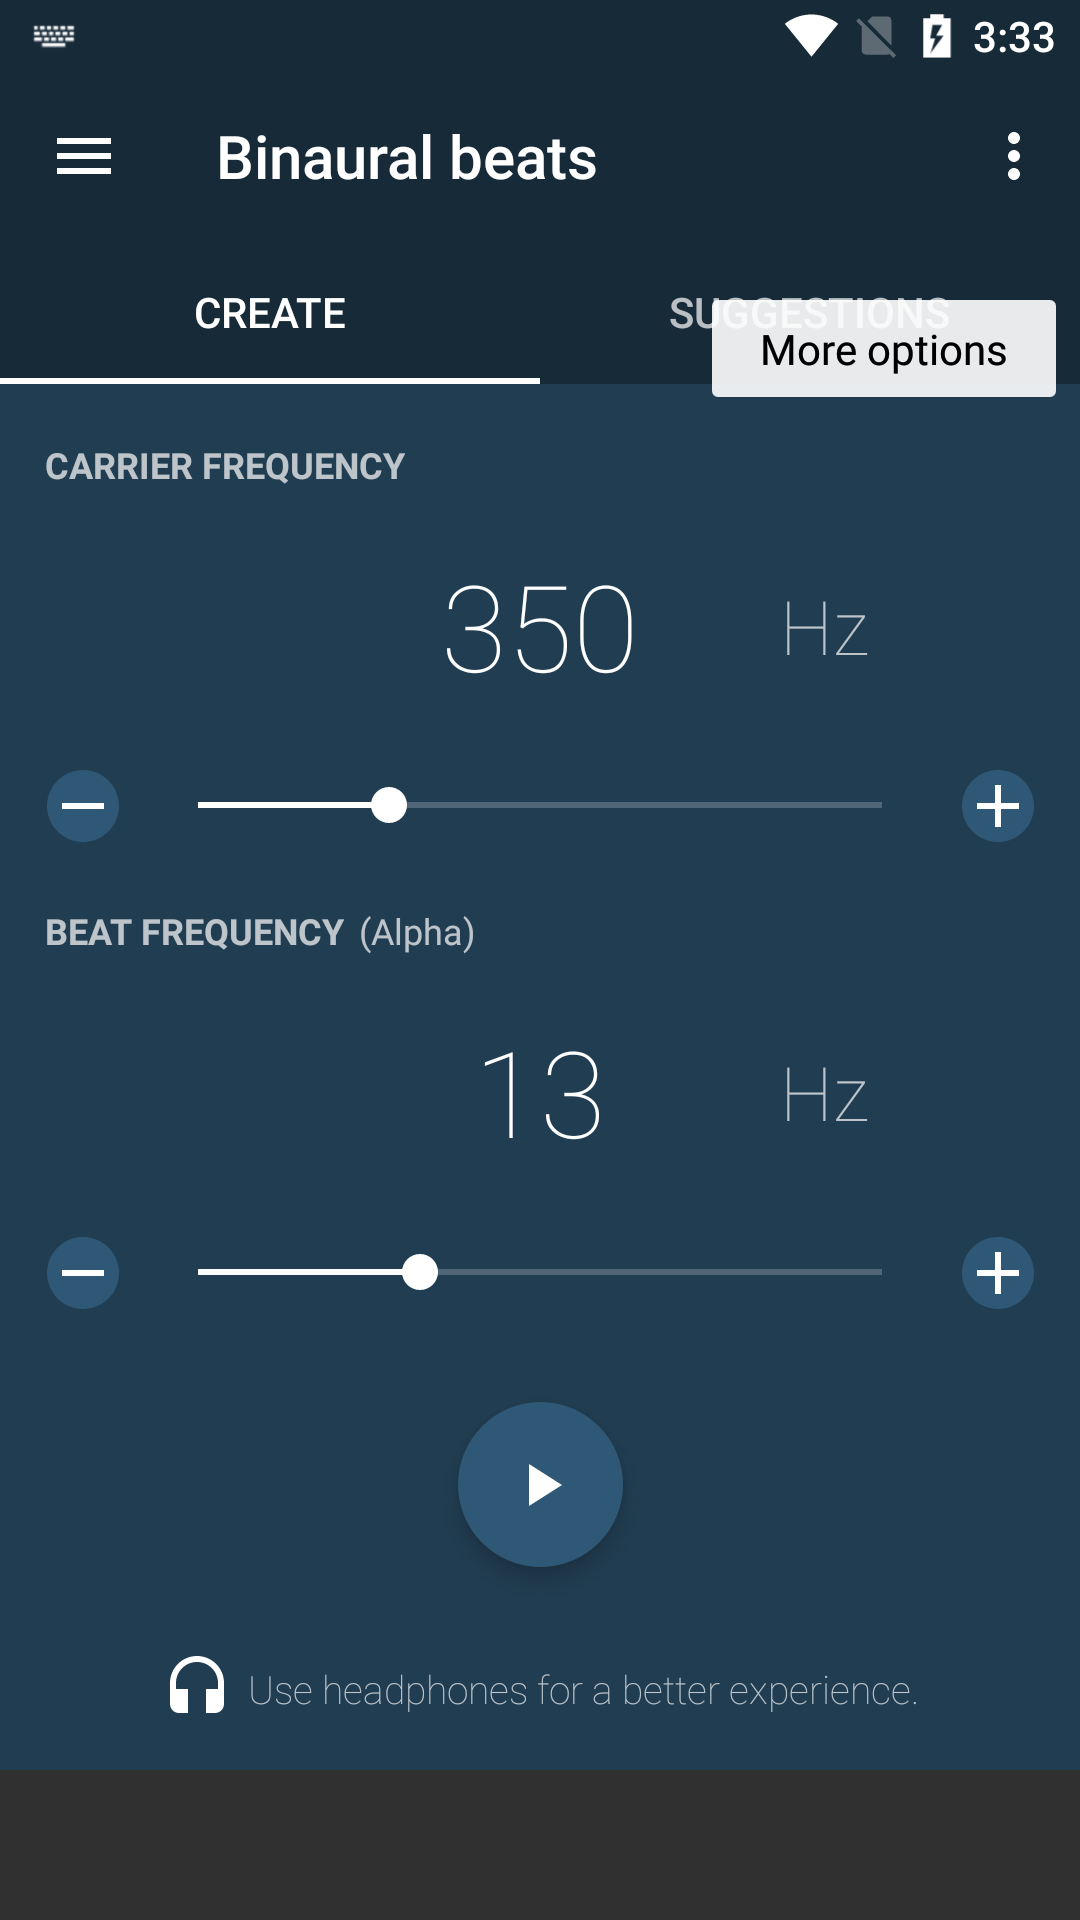 3:33
Binaural beats
CREATE
SUGGESTIONS
More options
CARRIER FREQUENCY
350 Hz
BEAT FREQUENCY (Alpha)
13 Hz
Use headphones for a better experience.